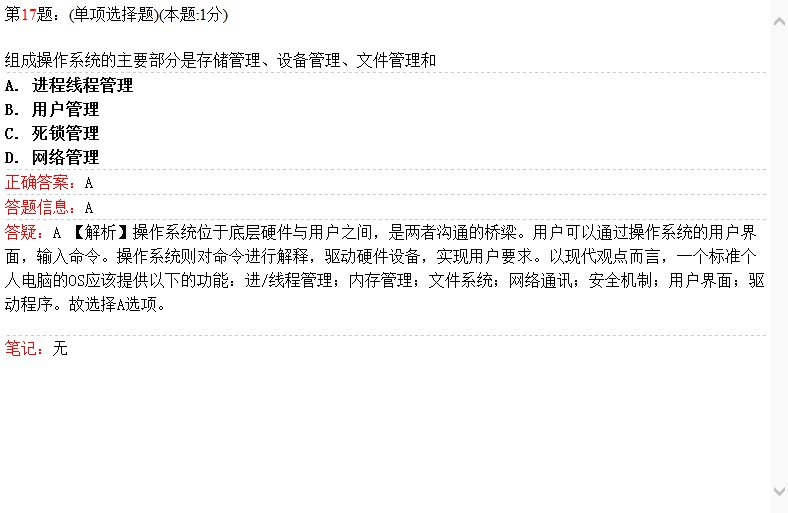 第17题：(单项选择题)(本题:1分)
组成操作系统的主要部分是存储管理、设备管理、文件管理和
A. 进程线程管理
B. 用户管理
C. 死锁管理
D. 网络管理
正确答案：A
答题信息：A
答疑：A 【解析】操作系统位于底层硬件与用户之间，是两者沟通的桥梁。用户可以通过操作系统的用户界
面，输入命令。操作系统则对命令进行解释，驱动硬件设备，实现用户要求。以现代观点而言，一个标准个
人电脑的OS应该提供以下的功能：进/线程管理；内存管理；文件系统；网络通讯；安全机制；用户界面；驱
动程序。故选择A选项。
笔记：无